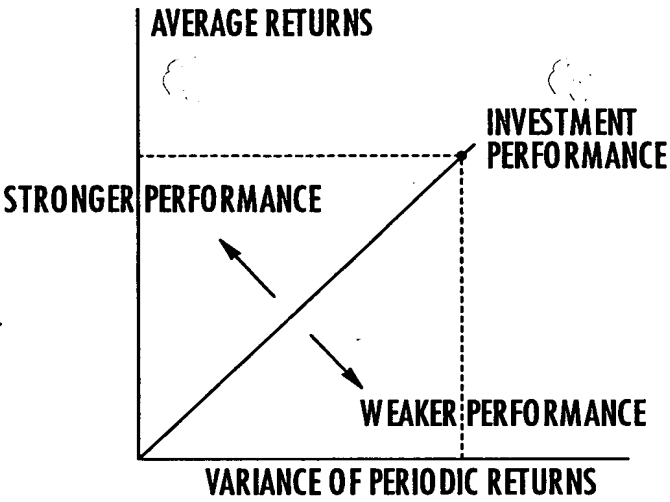 AVERAGE RETURNS
INVESTMENT
PERFORMANCE
STRONGER PERFORMANCE
WEAKER PERFORMANCE
VARIANCE OF PERIODIC RETURNS